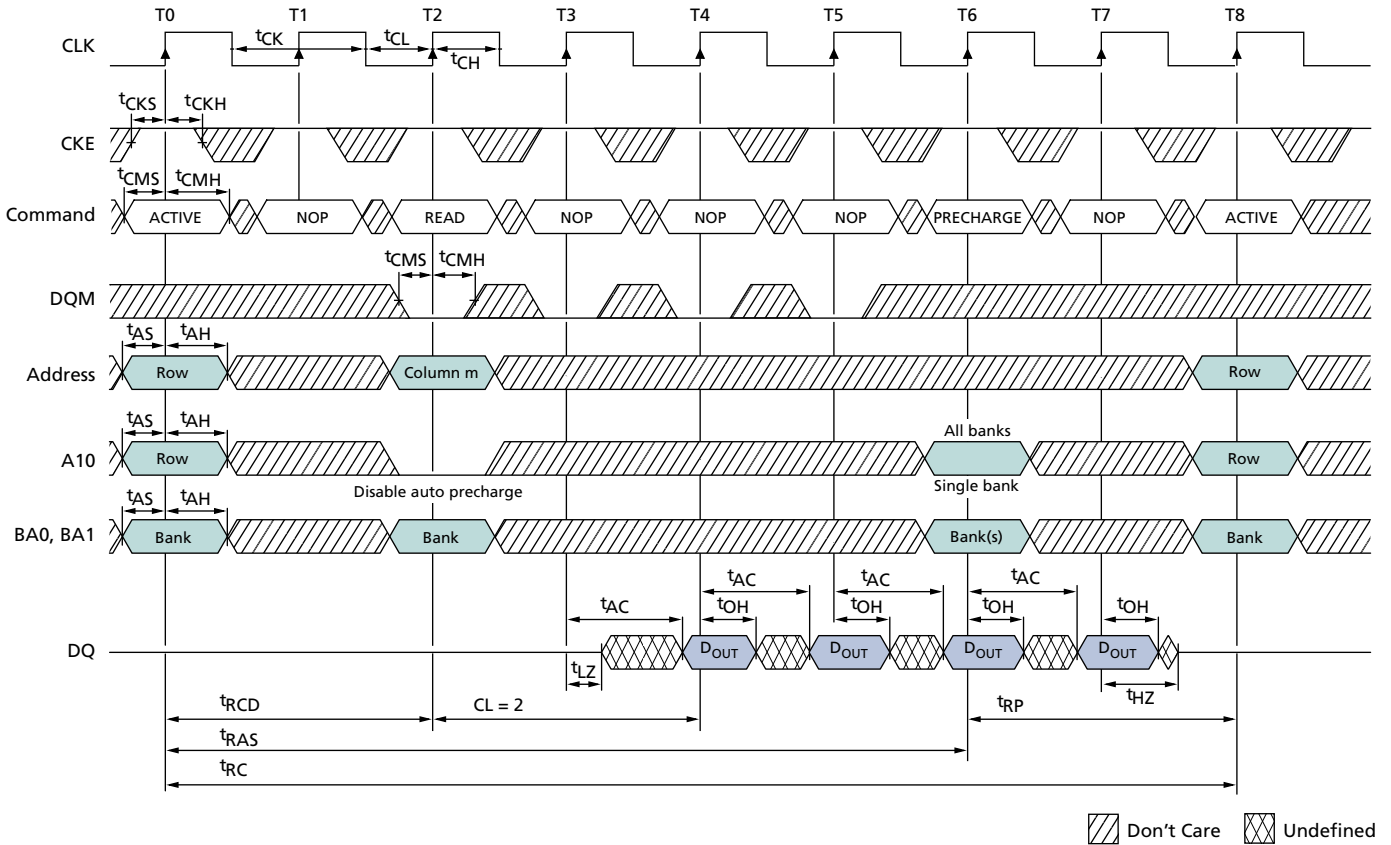 T0 T1 T2 T3 T4 T5 T6 T7 T8
CLK
tCK tCL tCH
tCKS tCKH
CKE
tCMS tCMH
Command ACTIVE NOP READ NOP NOP NOP PRECHARGE NOP ACTIVE
tCMS tCMH
DQM
tAS tAH
Address Row Column m Row
tAS tAH All banks
A10 Row Row
Disable auto precharge Single bank
tAS tAH
BA0, BA1 Bank Bank Bank(s) Bank
tAC tAC tAC tAC
tOH tOH tOH tOH
DQ DOUT DOUT DOUT DOUT
tLZ tHZ
tRCD CL = 2 tRP
tRAS
tRC
Don't Care Undefined